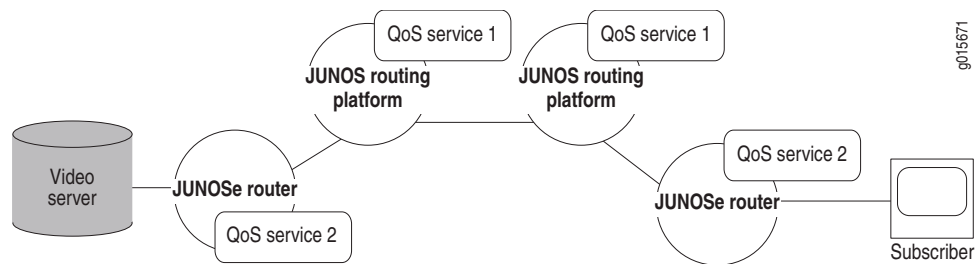 QoS service 1
QoS service 1
g015671
JUNOS routing
platform
JUNOS routing
platform
Video
server
JUNOSe router
QoS service 2
QoS service 2
JUNOSe router
Subscriber